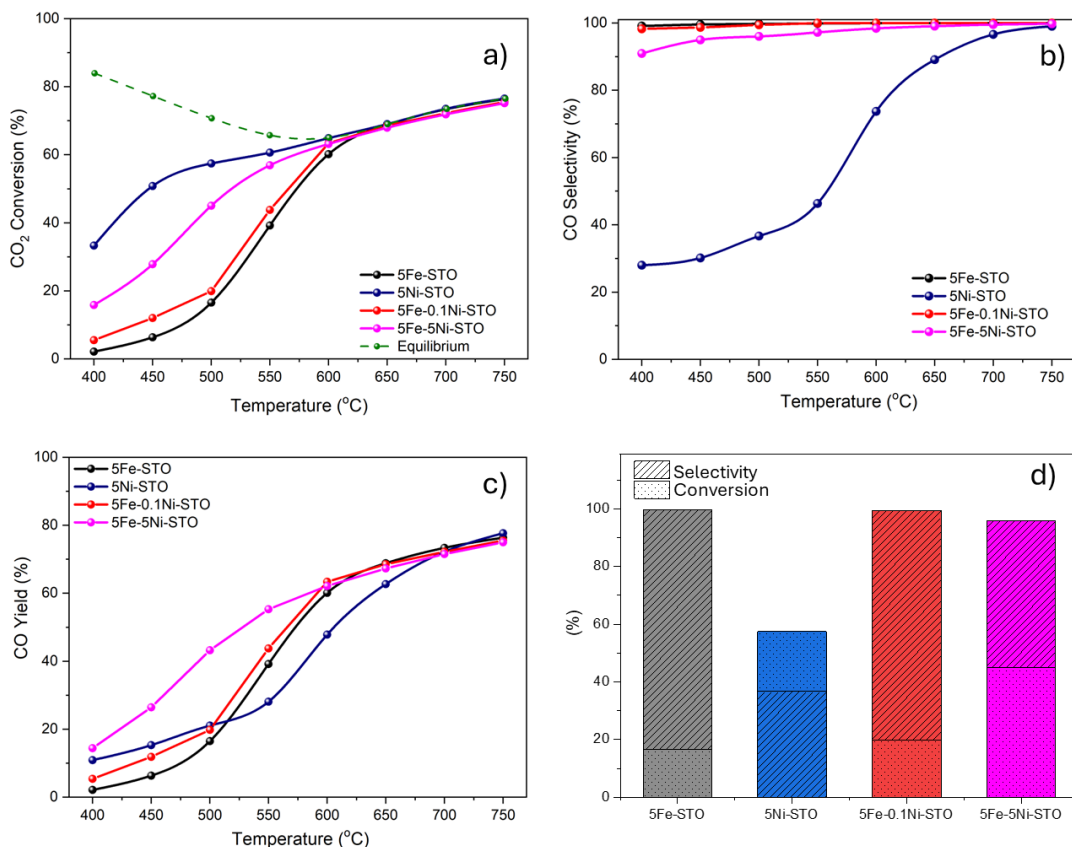 a)
CO₂ Conversion (%)
100
80
60
40
20
0
5Fe-STO
5Ni-STO
5Fe-0.1Ni-STO
5Fe-5Ni-STO
Equilibrium
400 450 500 550 600 650 700 750
Temperature (°C)
b)
CO Selectivity (%)
100
80
60
40
20
0
5Fe-STO
5Ni-STO
5Fe-0.1Ni-STO
5Fe-5Ni-STO
400 450 500 550 600 650 700 750
Temperature (°C)
c)
CO Yield (%)
100
80
60
40
20
0
5Fe-STO
5Ni-STO
5Fe-0.1Ni-STO
5Fe-5Ni-STO
400 450 500 550 600 650 700 750
Temperature (°C)
d)
Selectivity
Conversion
(%)
100
80
60
40
20
0
5Fe-STO 5Ni-STO 5Fe-0.1Ni-STO 5Fe-5Ni-STO